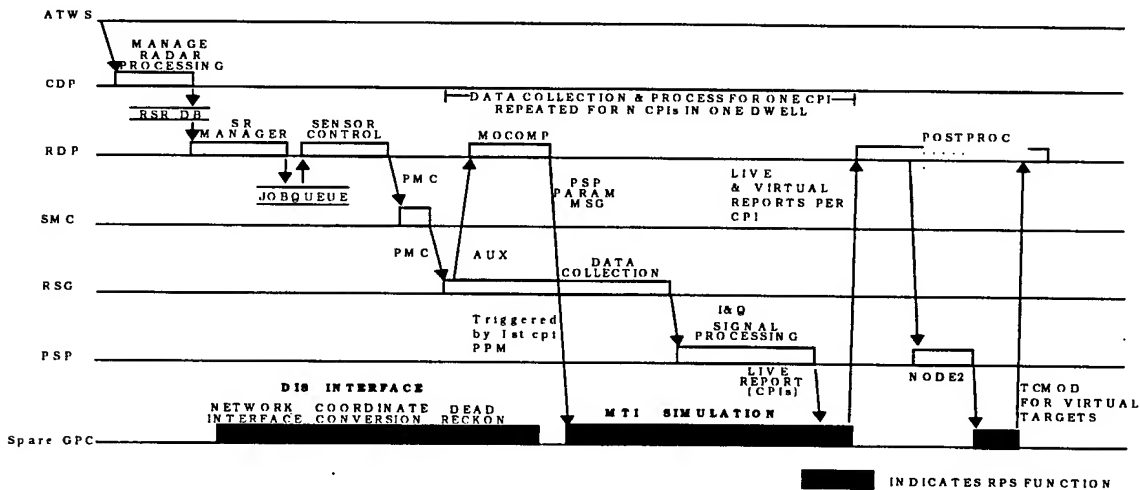 ATWS
MANAGE
RADAR
PROCESSING
CDP
DATA COLLECTION & PROCESS FOR ONE CPI
REPEATED FOR N CPIs IN ONE DWELL
RSR DB
SR
MANAGER
SENSOR
CONTROL
MOCOMP
POSTPROC
.....
RDP
JOBQUEUE
PMC
PSP
PARAM
MSG
LIVE
& VIRTUAL
REPORTS PER
CPI
SMC
PMC
AUX
DATA
COLLECTION
RSG
Triggered
by 1st cpi
PPM
I&Q
SIGNAL
PROCESSING
PSP
LIVE
REPORT
(CPIs)
NODE2
TCMOD
FOR VIRTUAL
TARGETS
DIS INTERFACE
NETWORK COORDINATE DEAD
INTERFACE CONVERSION RECKON
MTI SIMULATION
Spare GPC
INDICATES RPS FUNCTION